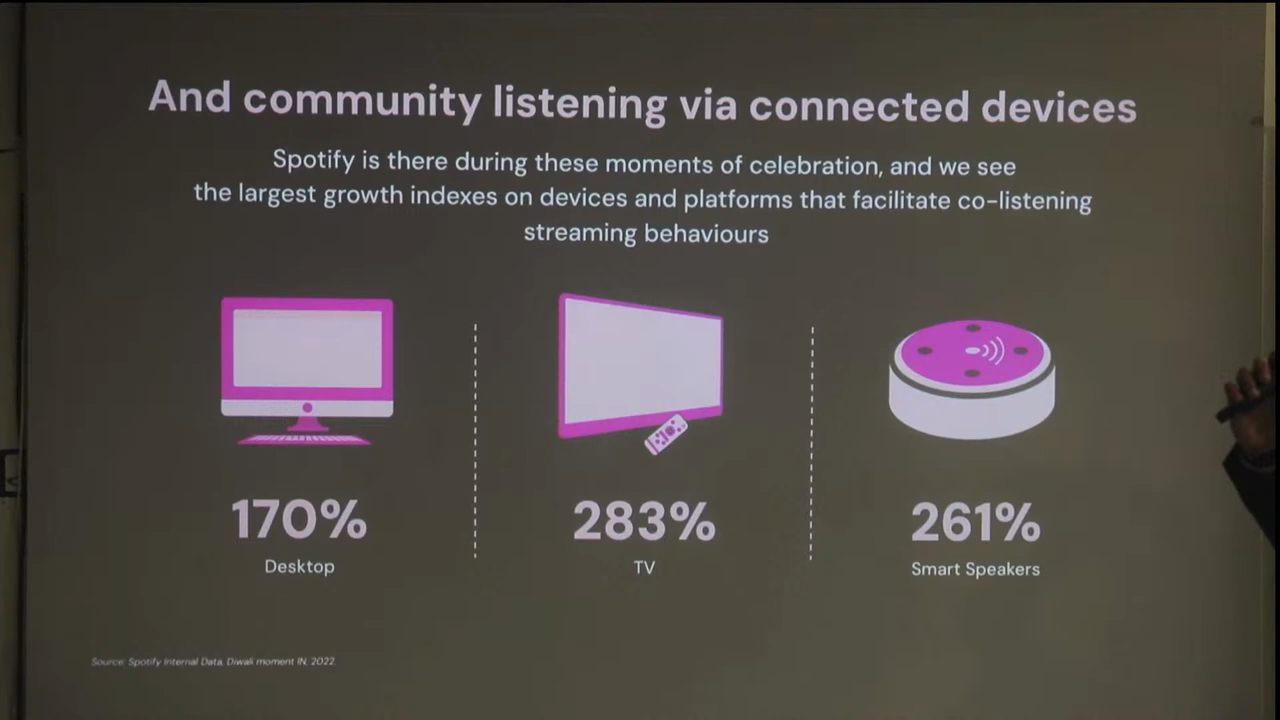 And community listening via connected devices
Spotify is there during these moments of celebration, and we see
the largest growth indexes on devices and platforms that facilitate co-listening
streaming behaviours
170%
Desktop
283%
TV
261%
Smart Speakers
Source: Spotify Internal Data, Diwali moment IN, 2022